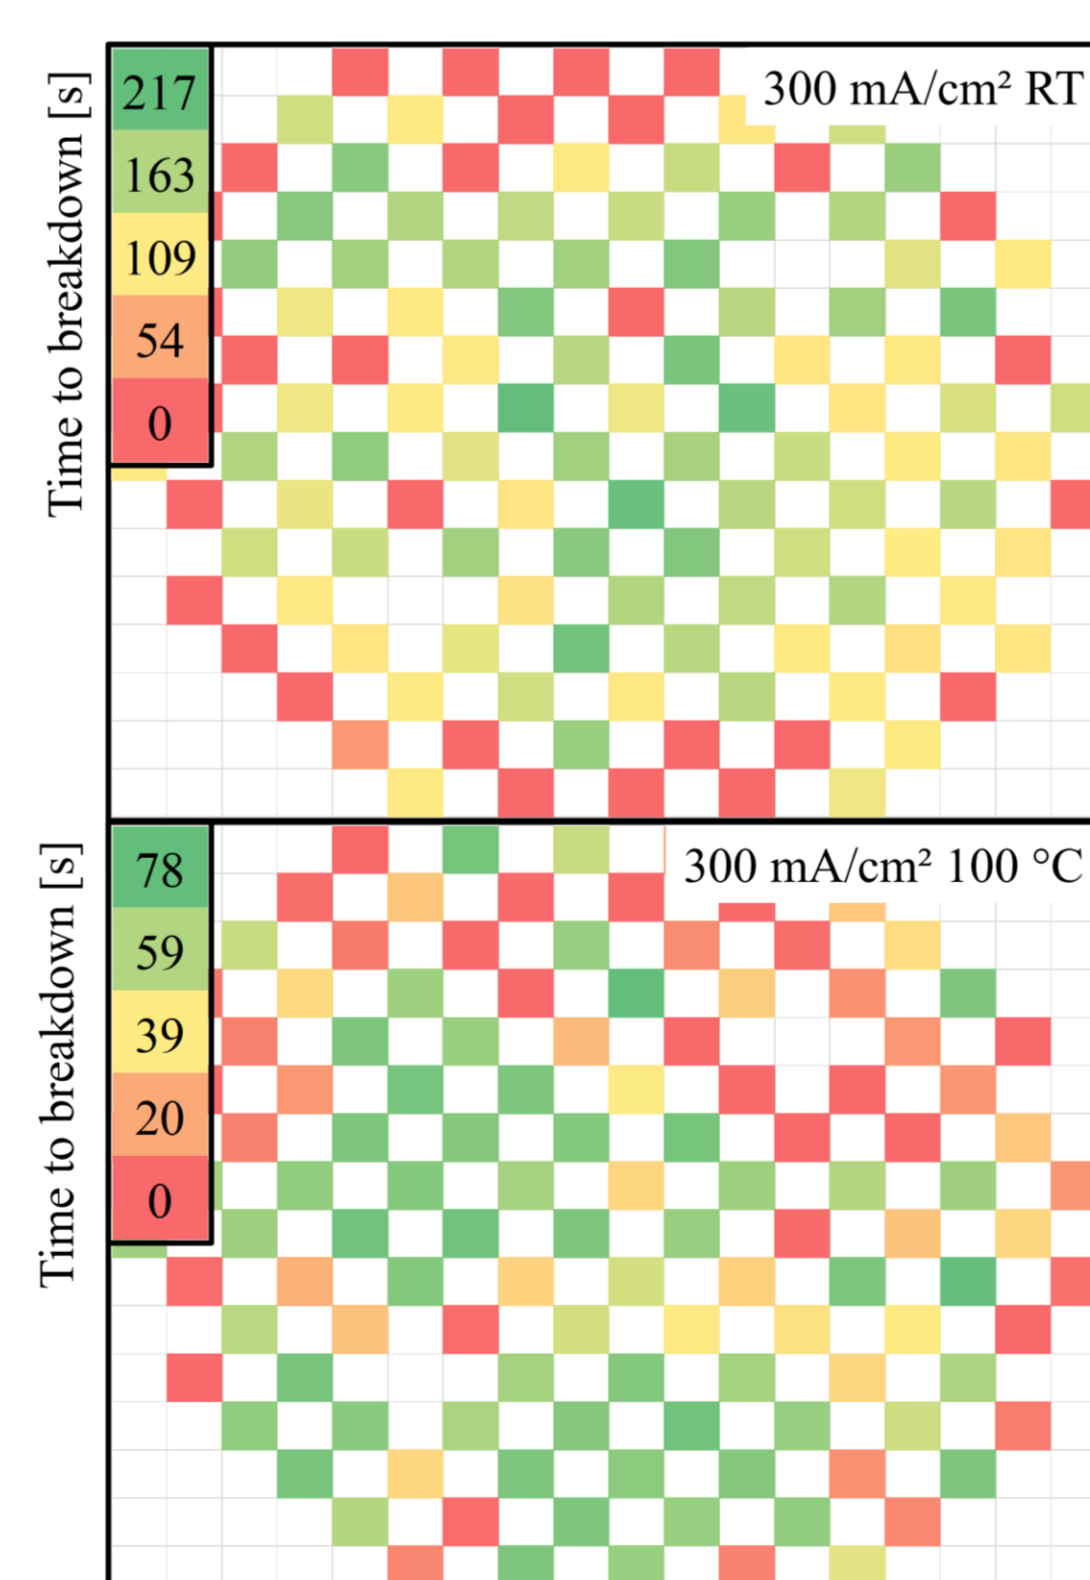 Time to breakdown [s]
217
163
109
54
0
300 mA/cm² RT
Time to breakdown [s]
78
59
39
20
0
300 mA/cm² 100 °C